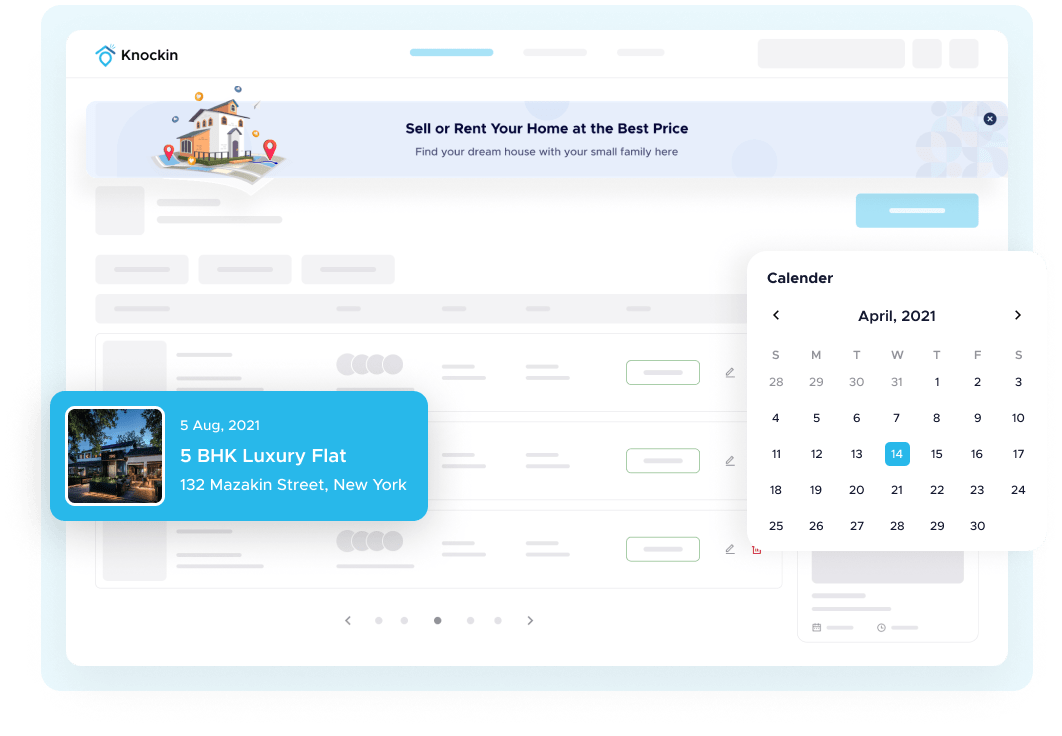 Knockin
Sell or Rent Your Home at the Best Price
Find your dream house with your small family here
Calender
April, 2021
S M T W T F S
28 29 30 31 1 2 3
4 5 6 7 8 9 10
11 12 13 14 15 16 17
18 19 20 21 22 23 24
25 26 27 28 29 30
5 Aug, 2021
5 BHK Luxury Flat
132 Mazakin Street, New York